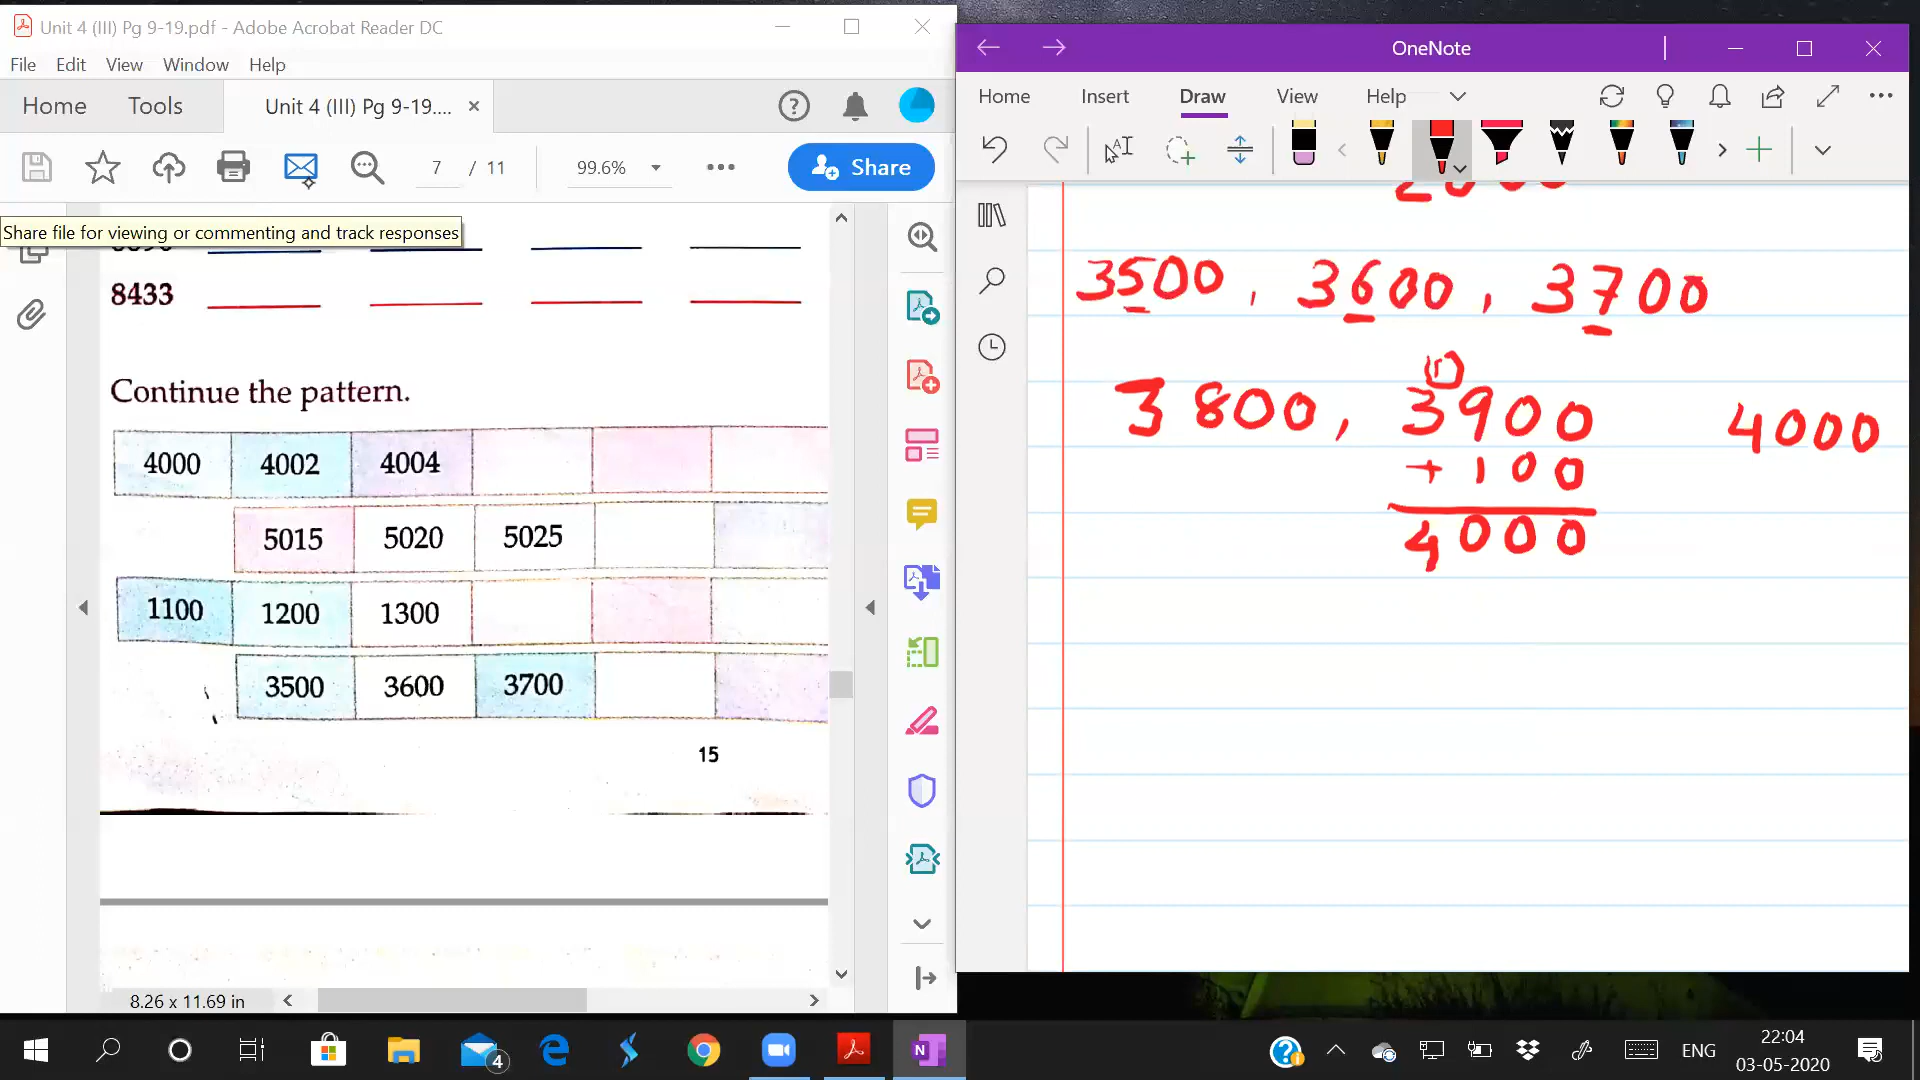 Unit 4 (III) Pg 9-19.pdf - Adobe Acrobat Reader DC
File Edit View Window Help
Home Tools Unit 4 (III) Pg 9-19.... ×
7 / 11 99.6% Share
Share file for viewing or commenting and track responses
8433
Continue the pattern.
4000 4002 4004
5015 5020 5025
1100 1200 1300
3500 3600 3700
15
8.26 x 11.69 in
OneNote
Home Insert Draw View Help
3500 , 3600 , 3700
3 800 , 3900 4000
+ 100
4000
4
ENG
22:04
03-05-2020